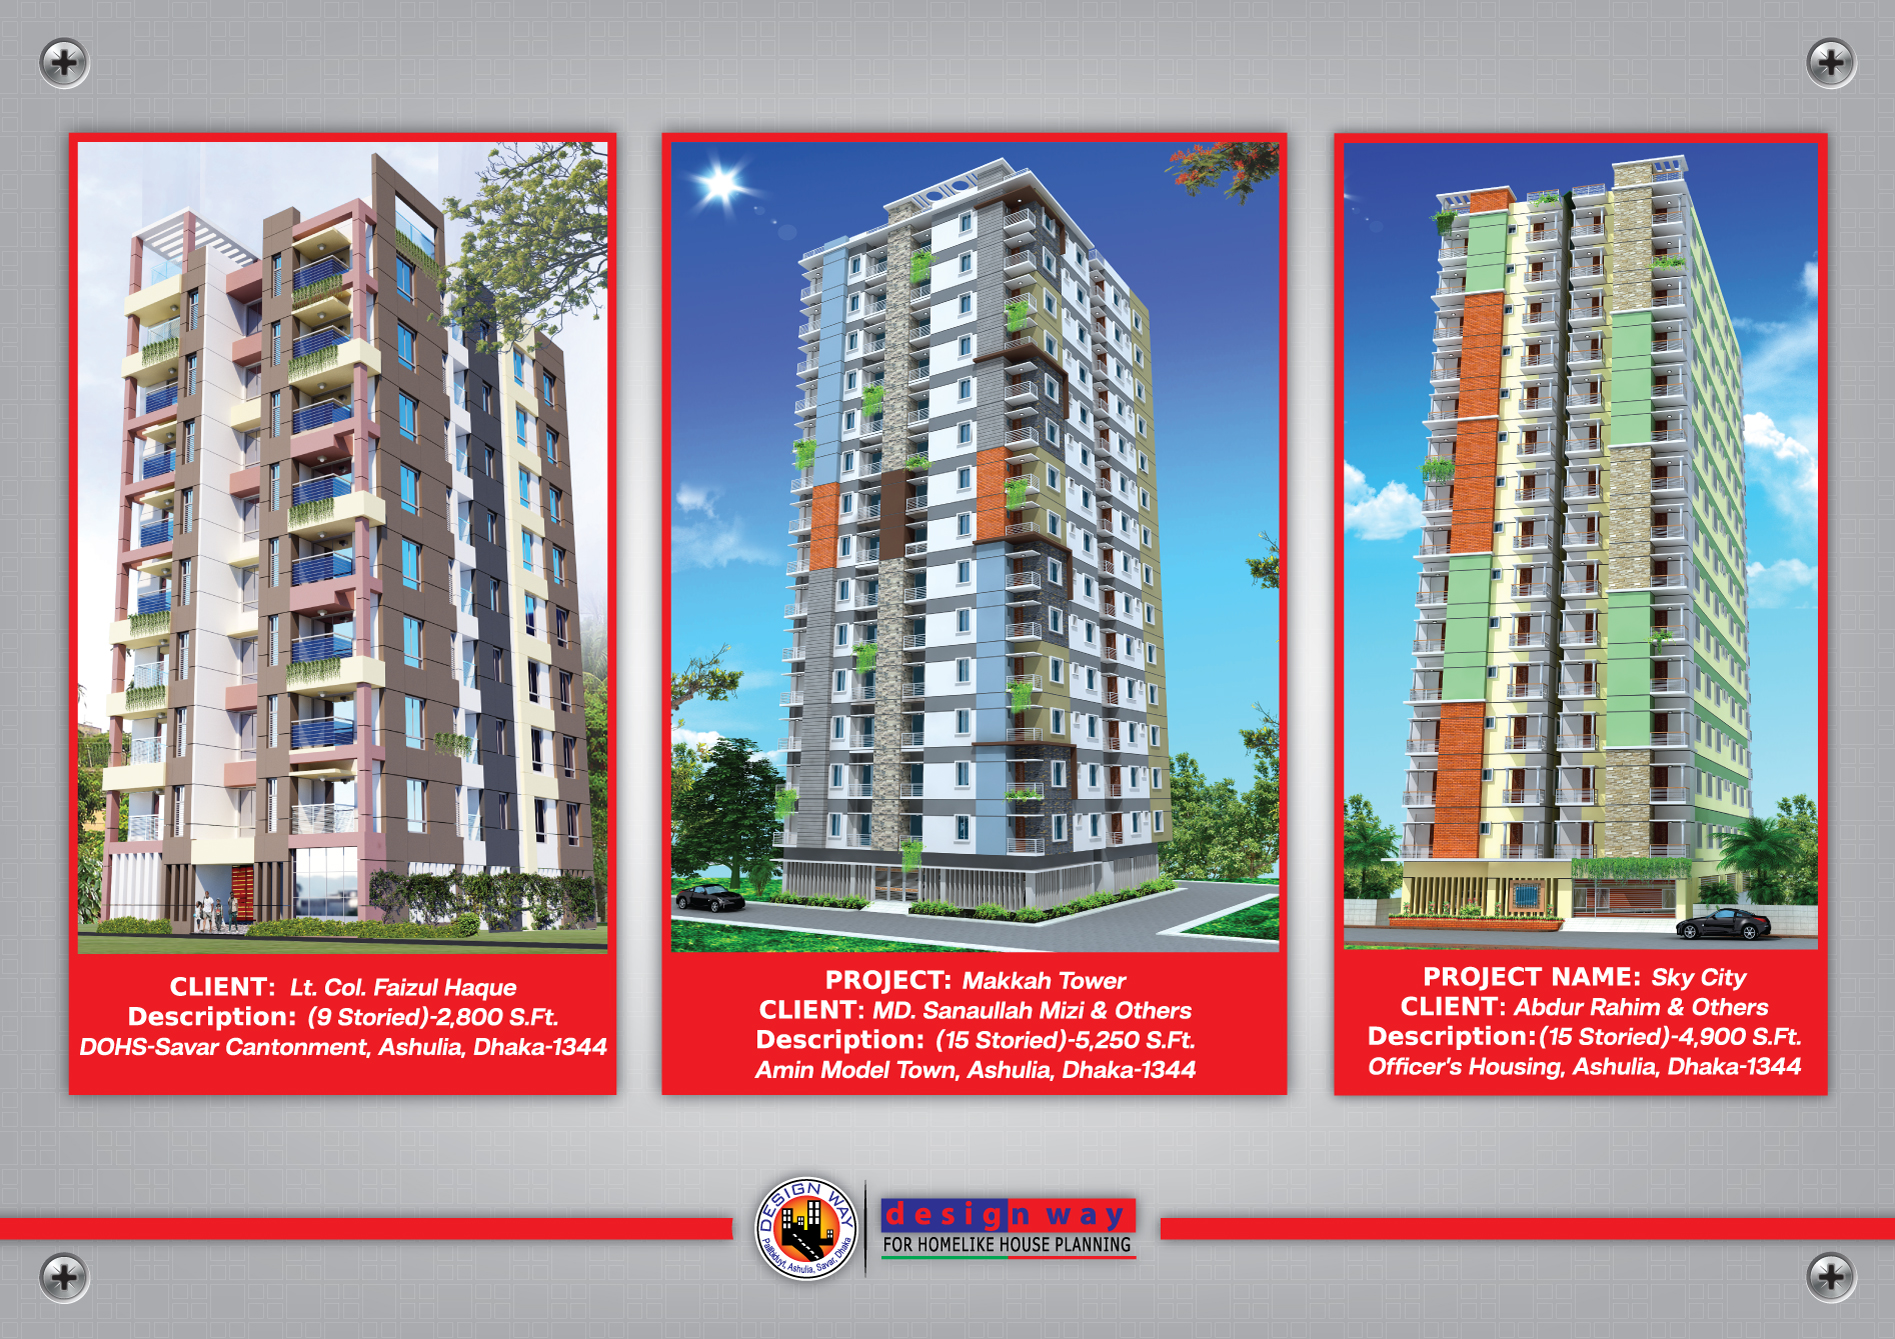 CLIENT: Lt. Col. Faizul Haque
Description: (9 Storied)-2,800 S.Ft.
DOHS-Savar Cantonment, Ashulia, Dhaka-1344
PROJECT: Makkah Tower
CLIENT: MD. Sanaullah Mizi & Others
Description: (15 Storied)-5,250 S.Ft.
Amin Model Town, Ashulia, Dhaka-1344
PROJECT NAME: Sky City
CLIENT: Abdur Rahim & Others
Description:(15 Storied)-4,900 S.Ft.
Officer's Housing, Ashulia, Dhaka-1344
DESIGN WAY
Ashulia, Savar, Dhaka
design way
FOR HOMELIKE HOUSE PLANNING